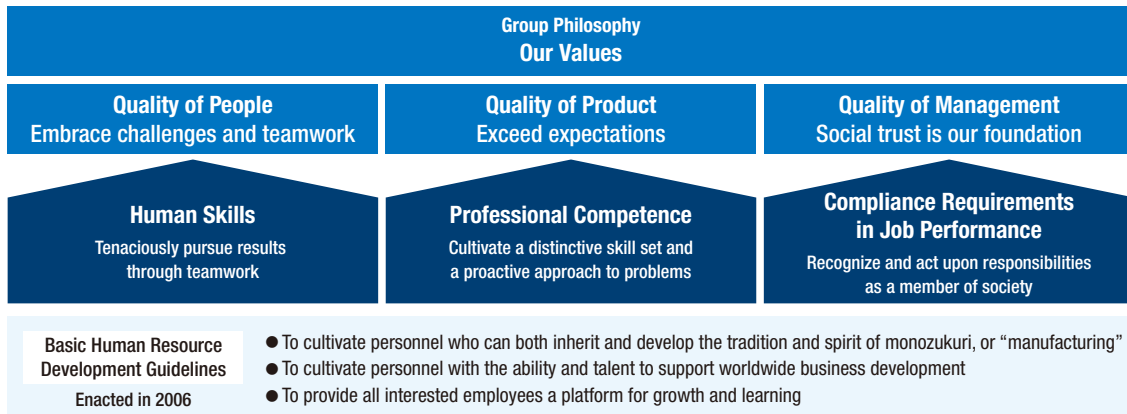 Group Philosophy
Our Values
Quality of People
Embrace challenges and teamwork
Quality of Product
Exceed expectations
Quality of Management
Social trust is our foundation
Human Skills
Tenaciously pursue results
through teamwork
Professional Competence
Cultivate a distinctive skill set and
a proactive approach to problems
Compliance Requirements
in Job Performance
Recognize and act upon responsibilities
as a member of society
Basic Human Resource
Development Guidelines
Enacted in 2006
● To cultivate personnel who can both inherit and develop the tradition and spirit of monozukuri, or “manufacturing”
● To cultivate personnel with the ability and talent to support worldwide business development
● To provide all interested employees a platform for growth and learning